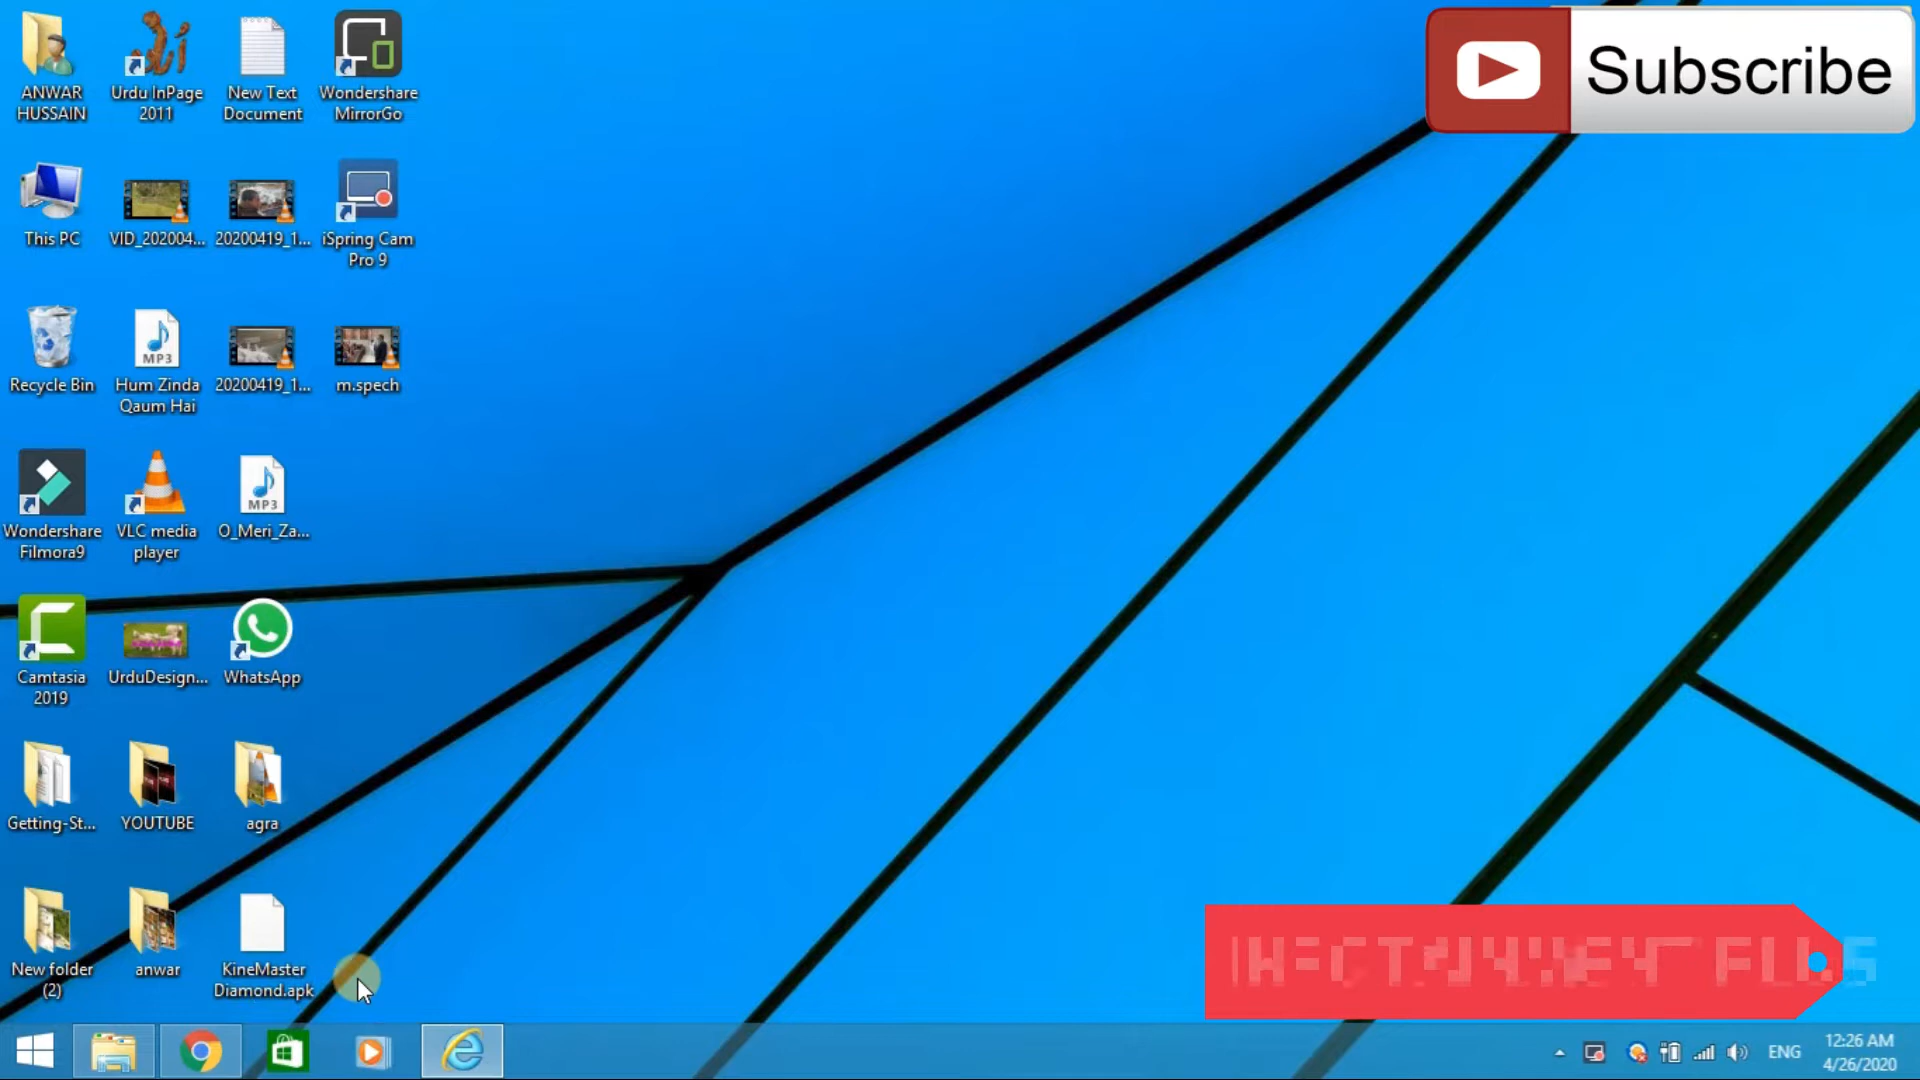 ANWAR
HUSSAIN
Urdu InPage
2011
New Text
Document
Wondershare
MirrorGo
Subscribe
This PC
VID_202004...
20200419_1...
iSpring Cam
Pro 9
Recycle Bin
MP3
Hum Zinda
Qaum Hai
20200419_1...
m.spech
Wondershare
Filmora9
VLC media
player
MP3
O_Meri_Za...
Camtasia
2019
UrduDesign...
WhatsApp
Getting-St...
YOUTUBE
agra
New folder
(2)
anwar
KineMaster
Diamond.apk
ENG
12:26 AM
4/26/2020